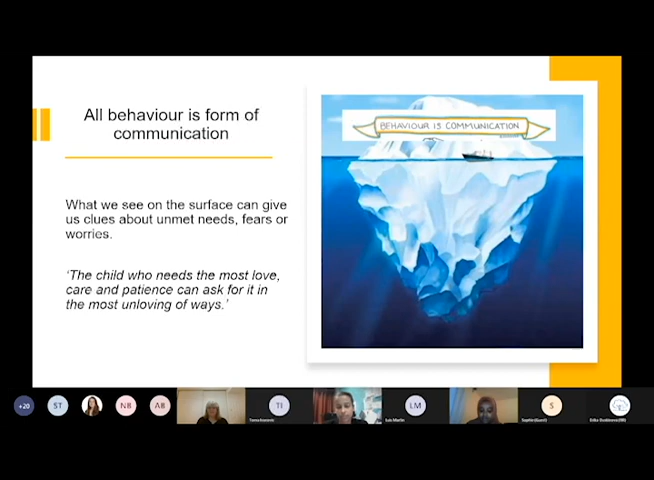 All behaviour is form of
communication
What we see on the surface can give
us clues about unmet needs, fears or
worries.
‘The child who needs the most love,
care and patience can ask for it in
the most unloving of ways.’
BEHAVIOUR IS COMMUNICATION
+20
ST
NB
AB
TI
LM
S